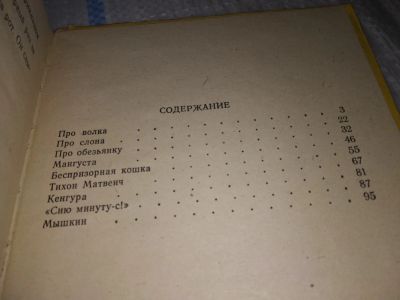 СОДЕРЖАНИЕ
Про волка . . . . . . . . 3
Про слона . . . . . . . . 22
Про обезьянку . . . . . . . . 32
Мангуста . . . . . . . . 46
Беспризорная кошка . . . . . . . . 55
Тихон Матвеич . . . . . . . . 67
Кенгура . . . . . . . . 81
«Сию минуту-с!» . . . . . . . . 87
Мышкин . . . . . . . . 95